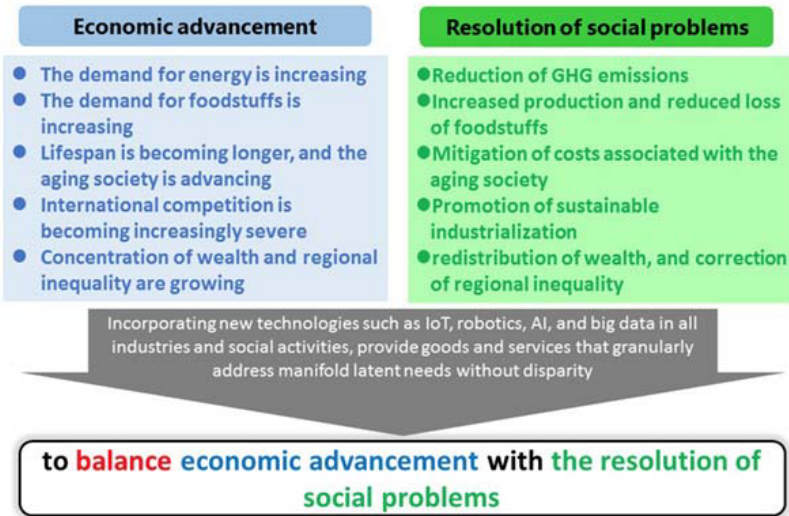 Economic advancement
● The demand for energy is increasing
● The demand for foodstuffs is
increasing
● Lifespan is becoming longer, and the
aging society is advancing
● International competition is
becoming increasingly severe
● Concentration of wealth and regional
inequality are growing
Resolution of social problems
●Reduction of GHG emissions
●Increased production and reduced loss
of foodstuffs
●Mitigation of costs associated with the
aging society
●Promotion of sustainable
industrialization
●redistribution of wealth, and correction
of regional inequality
Incorporating new technologies such as IoT, robotics, AI, and big data in all
industries and social activities, provide goods and services that granularly
address manifold latent needs without disparity
to balance economic advancement with the resolution of
social problems